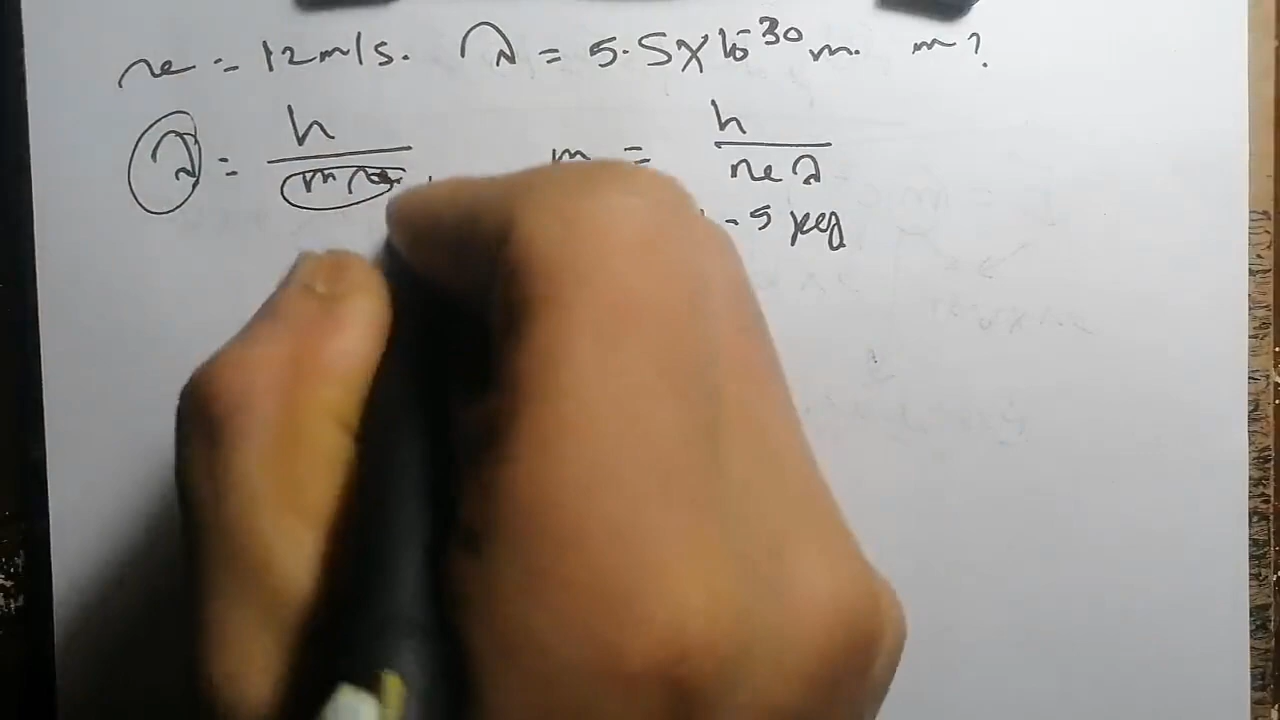 v = 12 m/s. λ = 5.5 × 10⁻³⁰ m. m?
λ = h / mv m = h / vλ
5 kg